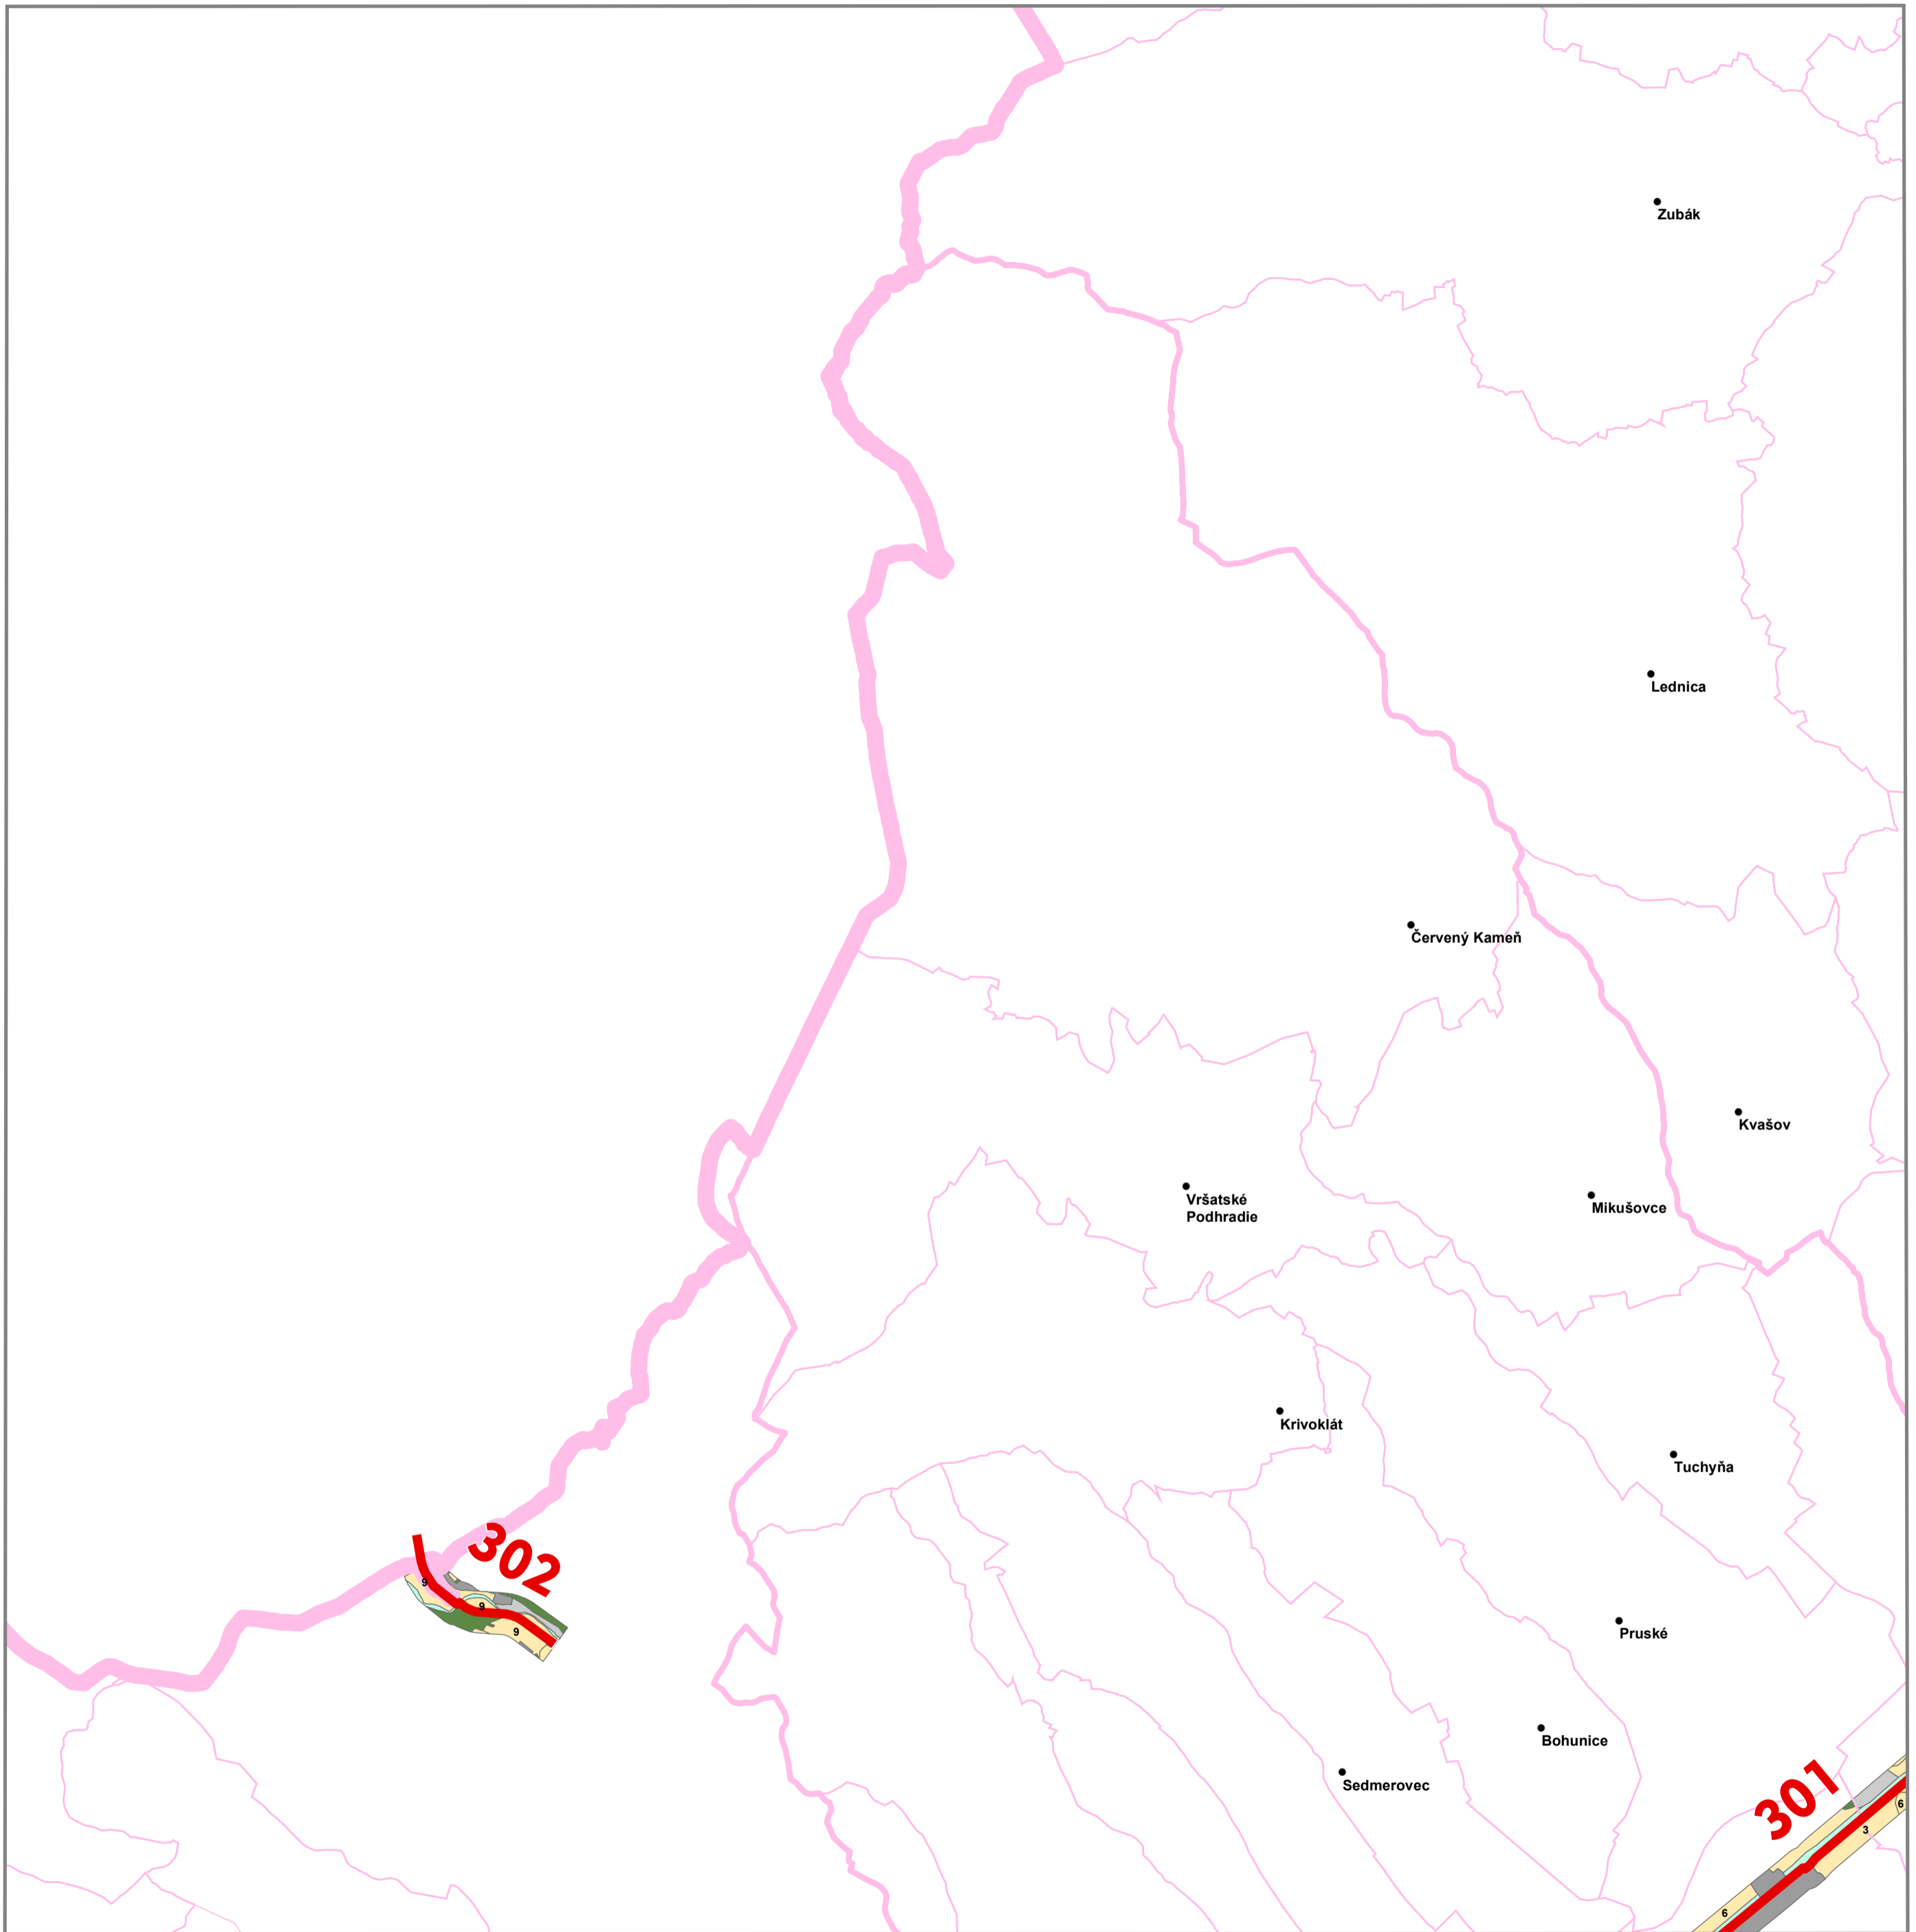 Zubák
Lednica
Červený Kameň
Kvašov
Vršatské
Podhradie
Mikušovce
Krivoklát
Tuchyňa
302
9
9
9
Pruské
Bohunice
Sedmerovec
301
6
3
6